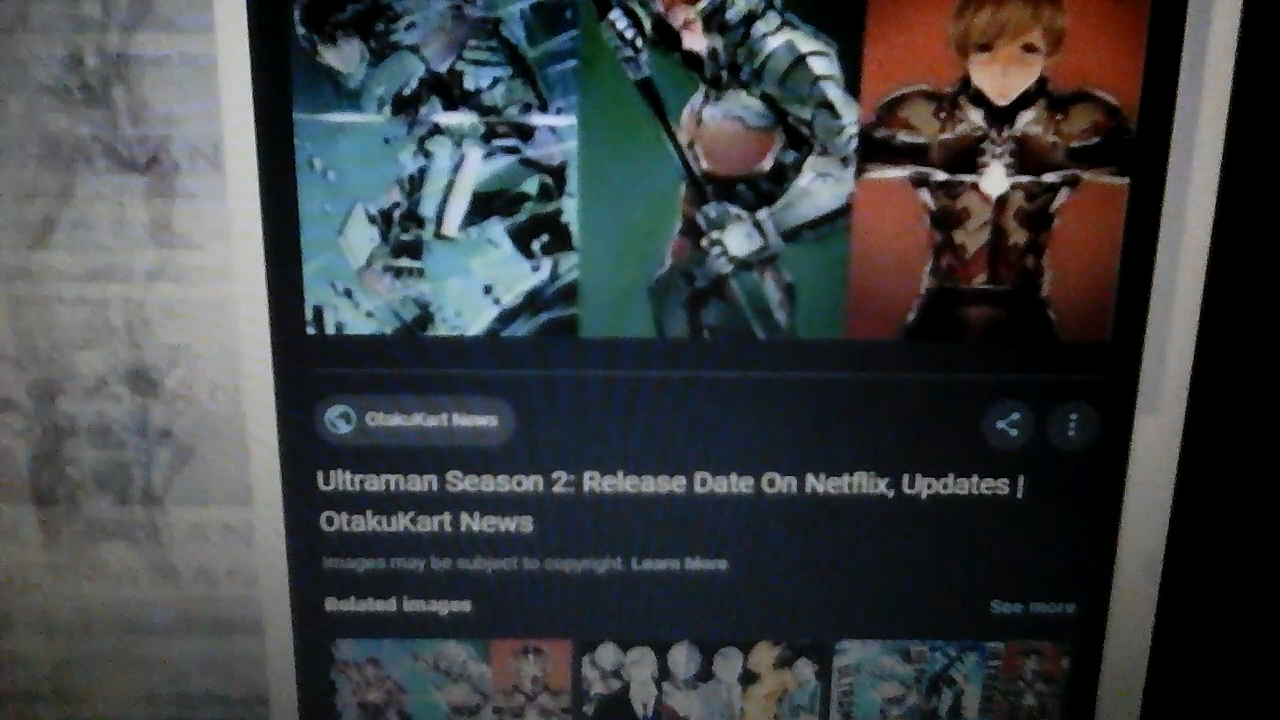 OtakuKart News
Ultraman Season 2: Release Date On Netflix, Updates |
OtakuKart News
Images may be subject to copyright. Learn More
Related images
See more